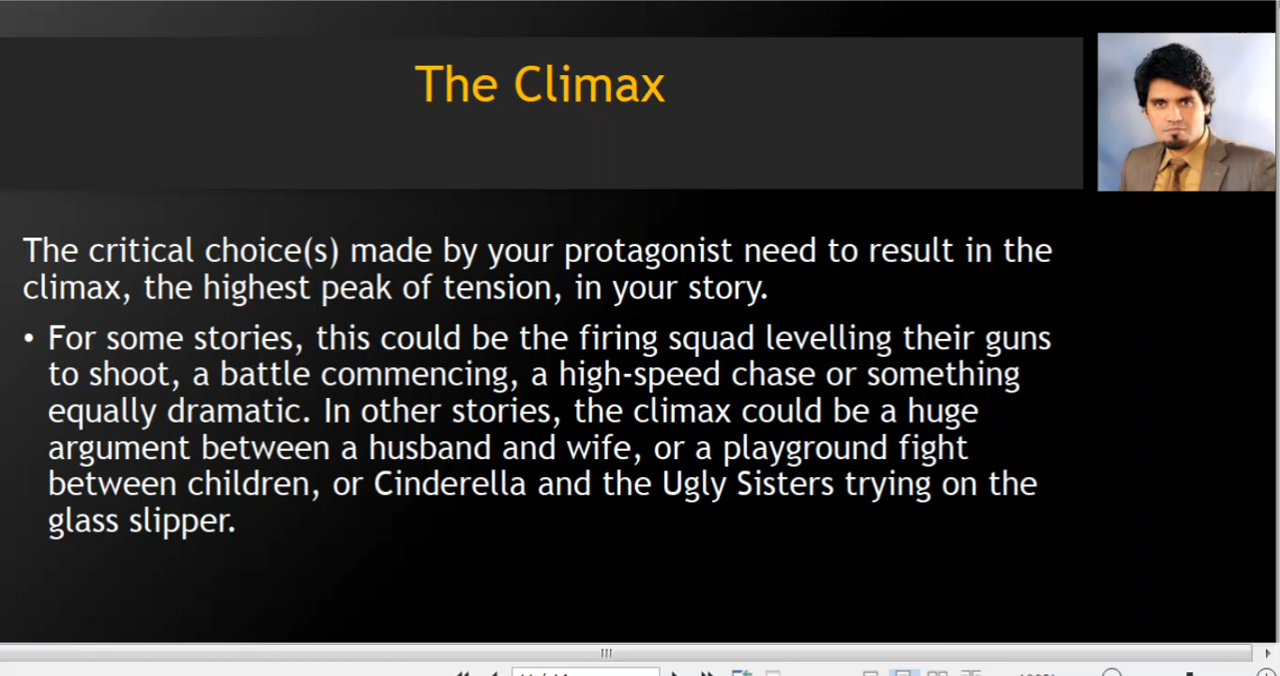 The Climax
The critical choice(s) made by your protagonist need to result in the
climax, the highest peak of tension, in your story.
• For some stories, this could be the firing squad levelling their guns
to shoot, a battle commencing, a high-speed chase or something
equally dramatic. In other stories, the climax could be a huge
argument between a husband and wife, or a playground fight
between children, or Cinderella and the Ugly Sisters trying on the
glass slipper.